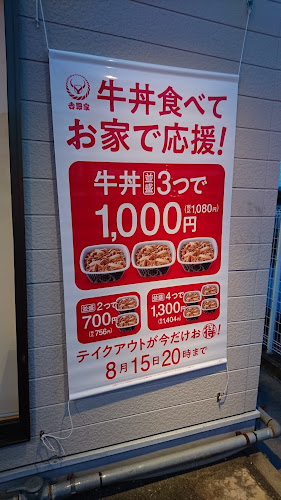 吉野家
牛丼食べて
お家で応援!
牛丼並盛3つで
1,000円(税込1,080円)
並盛2つで
700円
(税込756円)
並盛4つで
1,300円
(税込1,404円)
テイクアウトが今だけお得!
8月15日20時まで